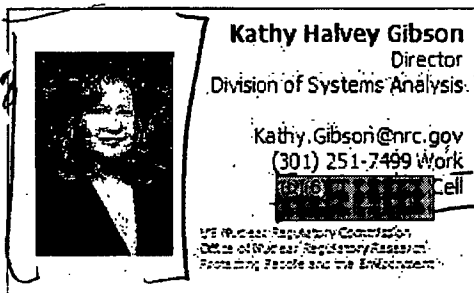 Kathy Halvey Gibson
Director
Division of Systems Analysis
Kathy.Gibson@nrc.gov
(301) 251-7499 Work
(b)(6) Cell
US Nuclear Regulatory Commission
Office of Nuclear Regulatory Research
Protecting People and the Environment